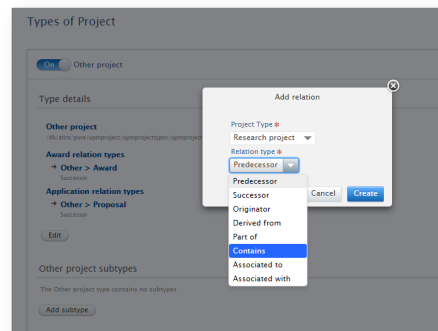 Types of Project
On Other project
Type details
Other project
Award relation types
→ Other > Award
Successor
Application relation types
→ Other > Proposal
Successor
Edit
Other project subtypes
The Other project type contains no subtypes
Add subtype
Add relation
Project Type *
Research project
Relation type *
Predecessor
Predecessor
Successor
Originator
Derived from
Part of
Contains
Associated to
Associated with
Cancel Create